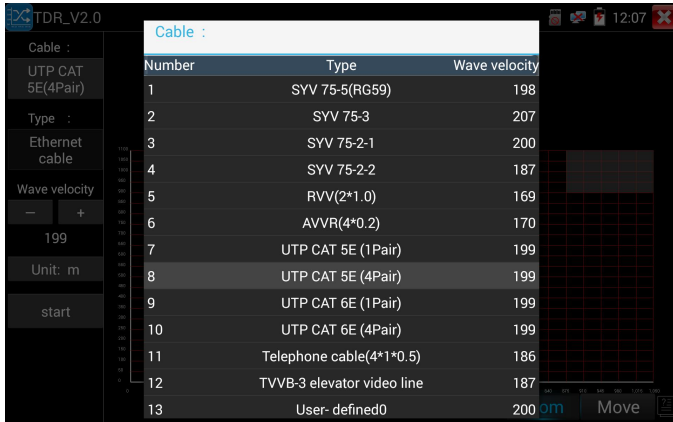 TDR_V2.0
12:07
Cable :
UTP CAT
5E(4Pair)
Type :
Ethernet
cable
Wave velocity
— +
199
Unit: m
start
Cable :
Number Type Wave velocity
1 SYV 75-5(RG59) 198
2 SYV 75-3 207
3 SYV 75-2-1 200
4 SYV 75-2-2 187
5 RVV(2*1.0) 169
6 AVVR(4*0.2) 170
7 UTP CAT 5E (1Pair) 199
8 UTP CAT 5E (4Pair) 199
9 UTP CAT 6E (1Pair) 199
10 UTP CAT 6E (4Pair) 199
11 Telephone cable(4*1*0.5) 186
12 TVVB-3 elevator video line 187
13 User- defined0 200
om Move